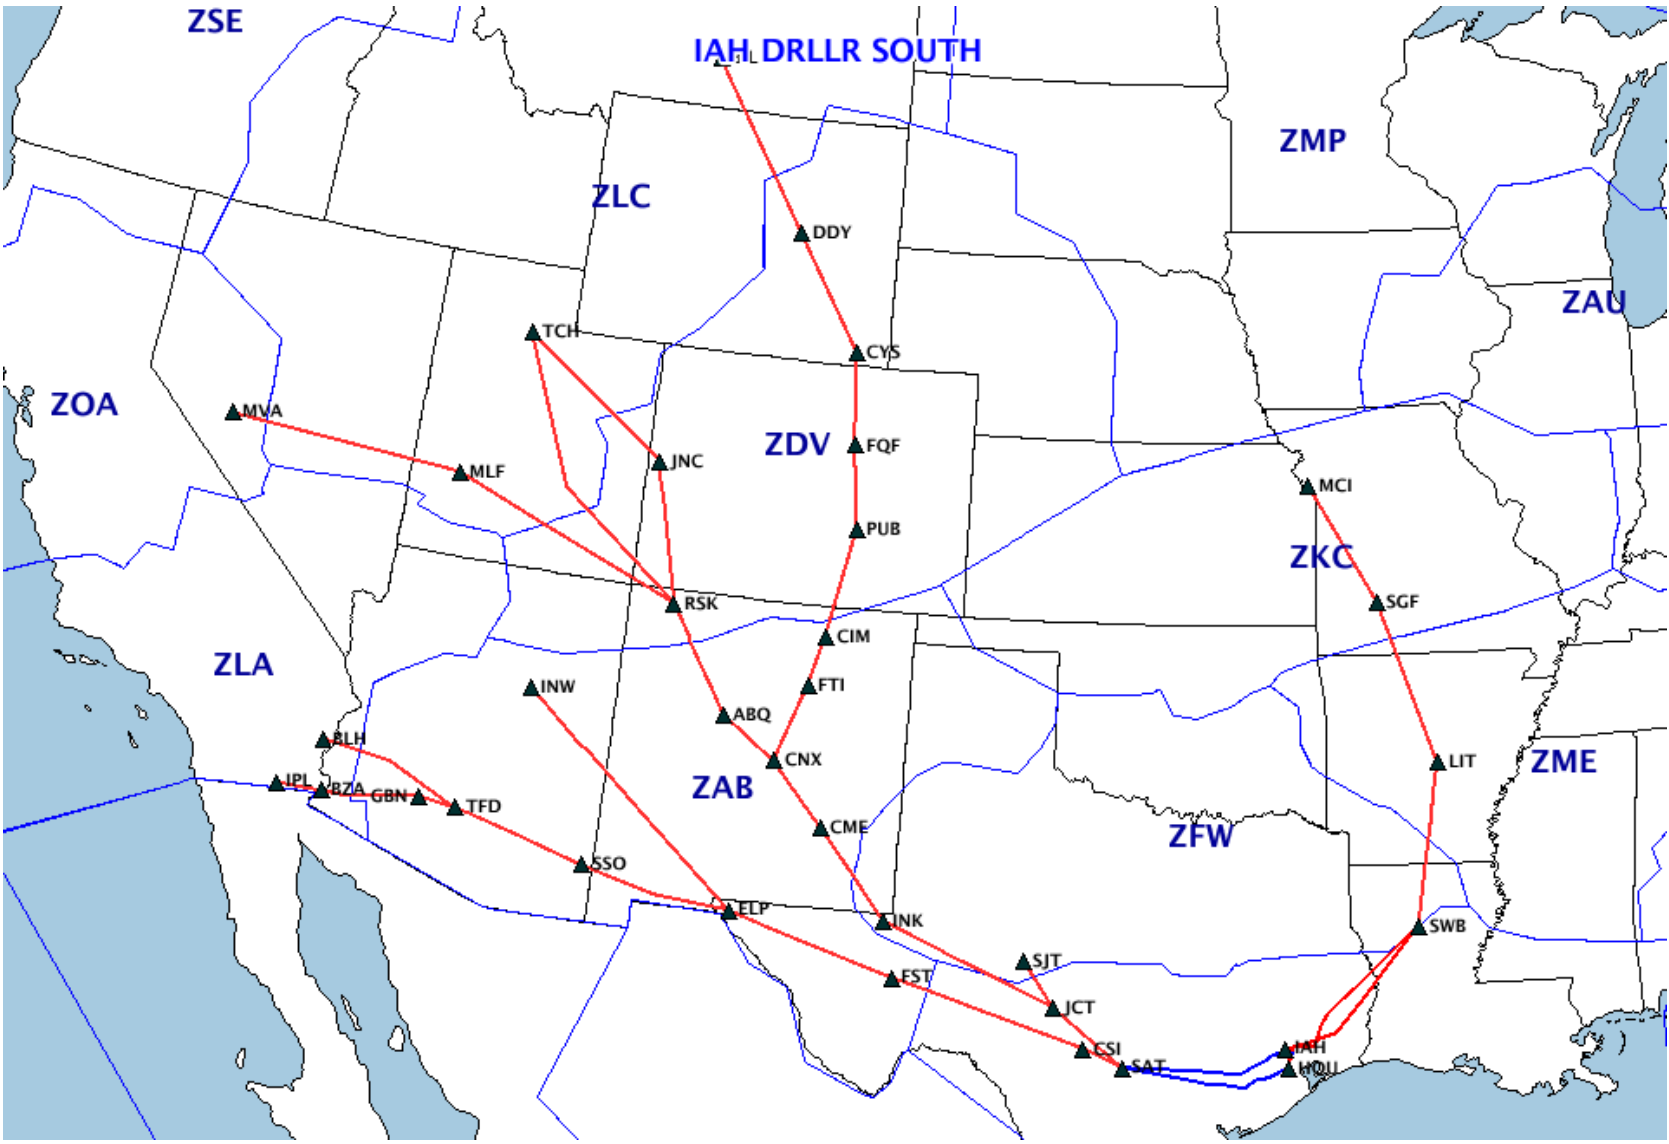 ZSE
IAH DRLLR SOUTH
ZMP
ZLC
DDY
ZAU
TCH
CYS
ZOA
MVA
ZDV
FQF
JNC
MLF
MCI
PUB
ZKC
RSK
SGF
CIM
ZLA
INW
FTI
ABQ
BLH
CNX
LIT
ZME
IPL
BZA
GBN
TFD
ZAB
CME
ZFW
SSO
ELP
INK
SWB
SJT
FST
JCT
CSI
IAH
SAT
HOU